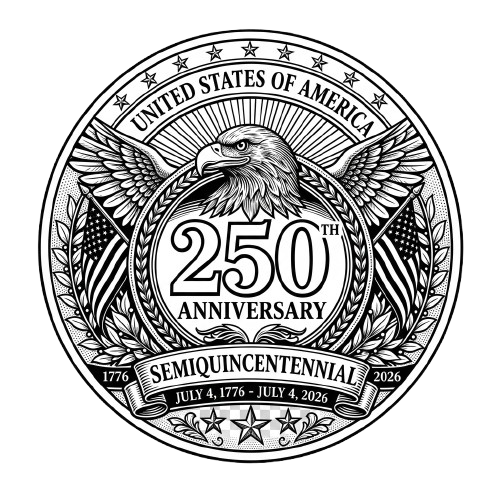 UNITED STATES OF AMERICA
250TH
ANNIVERSARY
1776
SEMIQUINCENTENNIAL
2026
JULY 4, 1776 - JULY 4, 2026